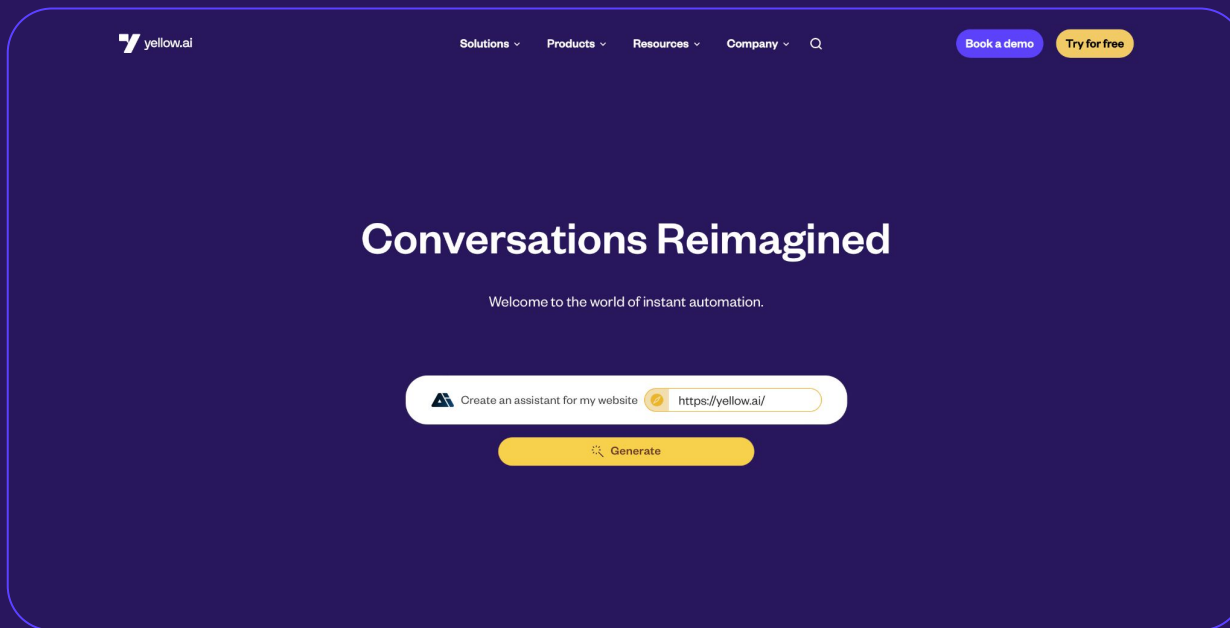 yellow.ai
Solutions Products Resources Company
Book a demo Try for free
Conversations Reimagined
Welcome to the world of instant automation.
Create an assistant for my website https://yellow.ai/
Generate